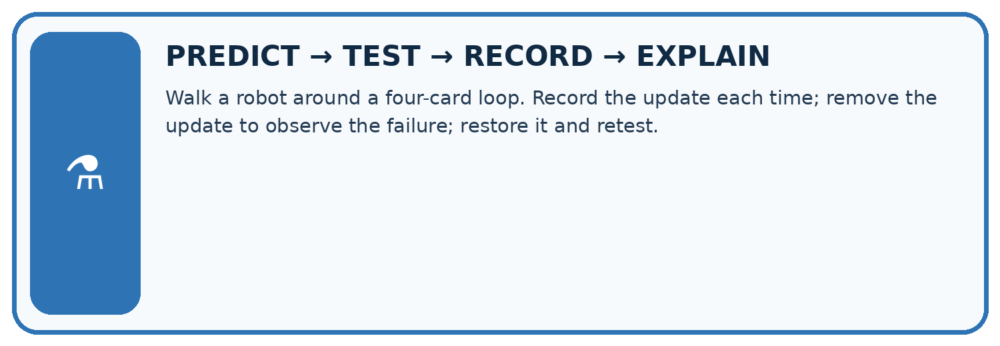 PREDICT → TEST → RECORD → EXPLAIN
Walk a robot around a four-card loop. Record the update each time; remove the
update to observe the failure; restore it and retest.